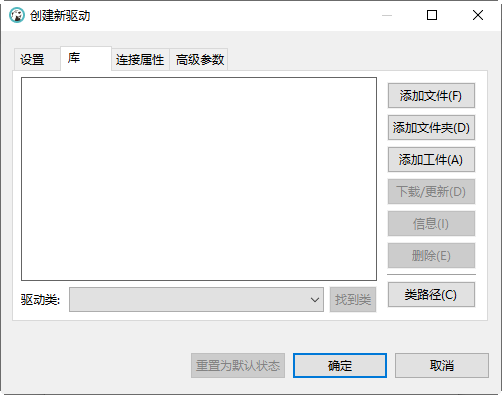 创建新驱动
设置
库
连接属性
高级参数
添加文件(F)
添加文件夹(D)
添加工件(A)
下载/更新(D)
信息(I)
删除(E)
类路径(C)
驱动类:
找到类
重置为默认状态
确定
取消